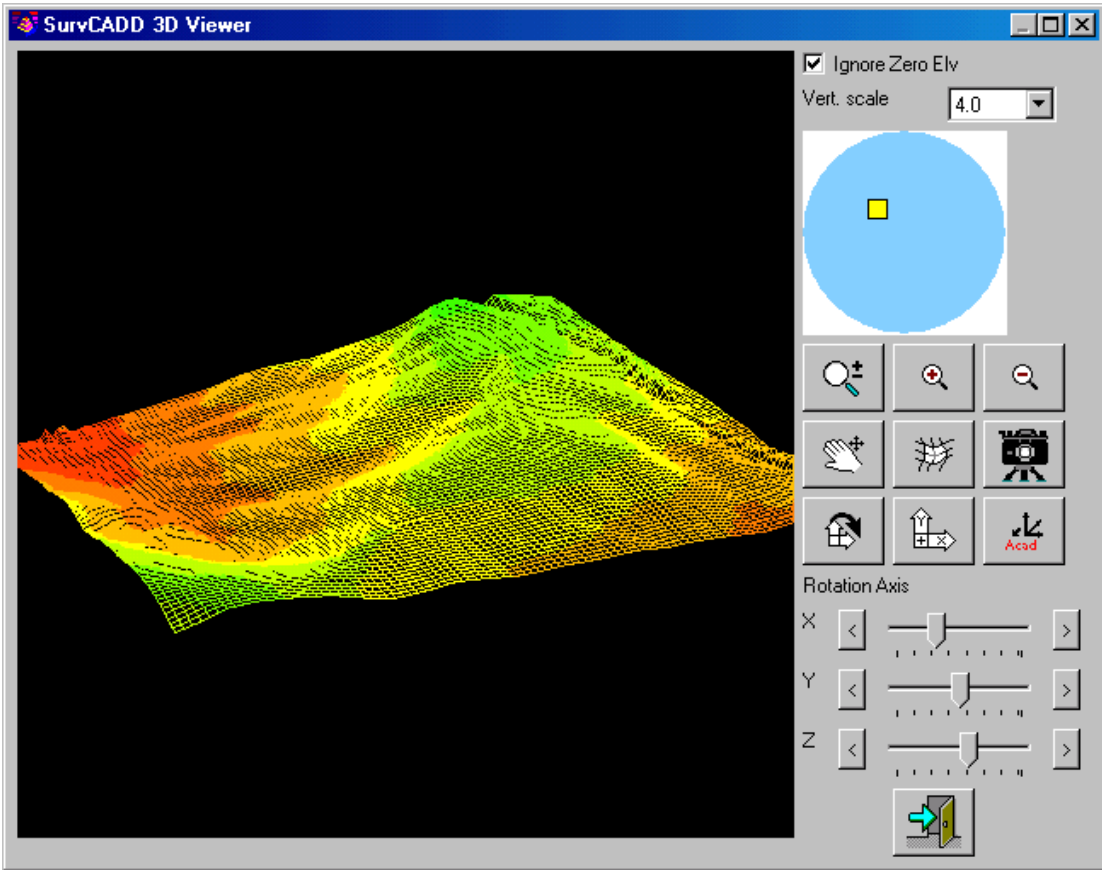 SurvCADD 3D Viewer
Ignore Zero Elv
Vert. scale
4.0
Y
X
Acad
Rotation Axis
X < >
Y < >
Z < >